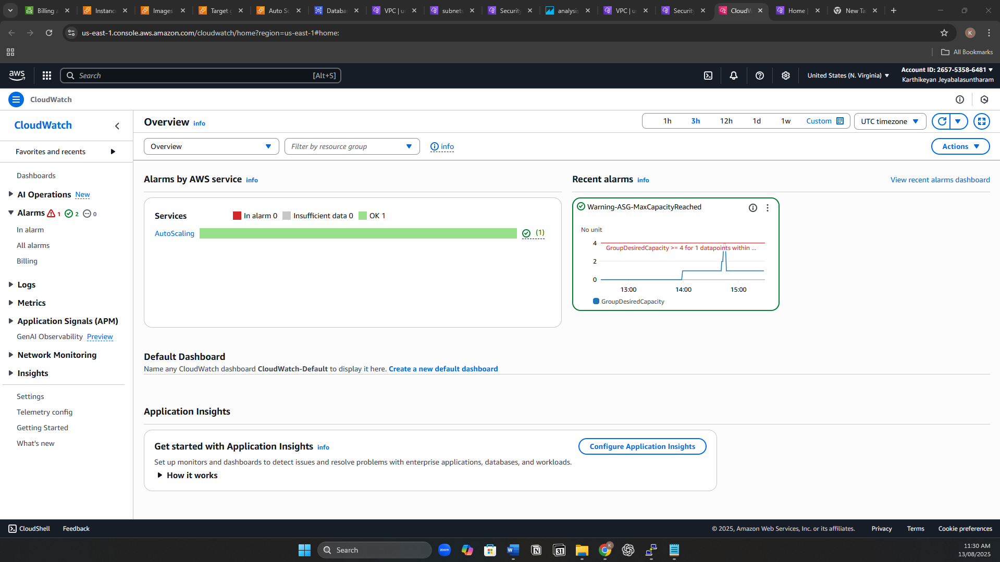 Billing a
Instanc
Images
Target g
Auto Sc
Databa
VPC | us
subnets
Security
analysis
VPC | us
Security
CloudW
Home |
New Ta
us-east-1.console.aws.amazon.com/cloudwatch/home?region=us-east-1#home:
K
All Bookmarks
aws
Search
[Alt+S]
United States (N. Virginia)
Account ID: 2657-5358-6481
Karthikeyan Jeyabalasuntharam
CloudWatch
CloudWatch
Favorites and recents
Dashboards
AI Operations New
Alarms 1 2 0
In alarm
All alarms
Billing
Logs
Metrics
Application Signals (APM)
GenAI Observability Preview
Network Monitoring
Insights
Settings
Telemetry config
Getting Started
What's new
Overview info
1h 3h 12h 1d 1w Custom
UTC timezone
Overview
Filter by resource group
info
Actions
Alarms by AWS service info
Services
In alarm 0 Insufficient data 0 OK 1
AutoScaling
(1)
Recent alarms info
View recent alarms dashboard
Warning-ASG-MaxCapacityReached
No unit
4
GroupDesiredCapacity >= 4 for 1 datapoints within ...
2
0
13:00 14:00 15:00
GroupDesiredCapacity
Default Dashboard
Name any CloudWatch dashboard CloudWatch-Default to display it here. Create a new default dashboard
Application Insights
Get started with Application Insights info
Configure Application Insights
Set up monitors and dashboards to detect issues and resolve problems with enterprise applications, databases, and workloads.
How it works
CloudShell
Feedback
© 2025, Amazon Web Services, Inc. or its affiliates.
Privacy
Terms
Cookie preferences
Search
zoom
W
N
31
K
11:30 AM
13/08/2025